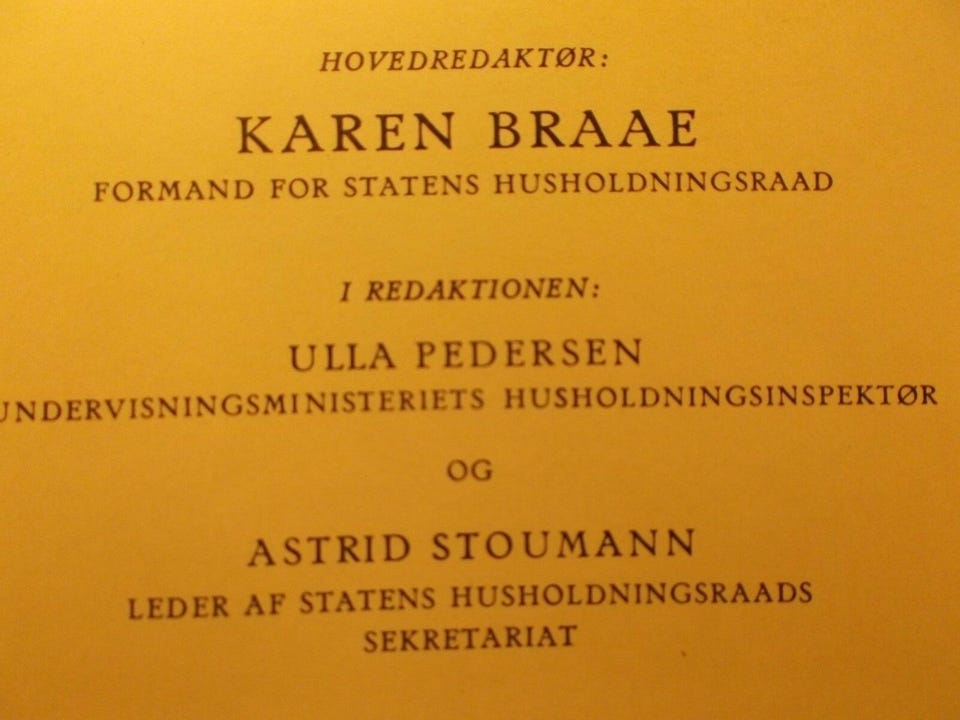 HOVEDREDAKTØR:
KAREN BRAAE
FORMAND FOR STATENS HUSHOLDNINGSRAAD
I REDAKTIONEN:
ULLA PEDERSEN
UNDERVISNINGSMINISTERIETS HUSHOLDNINGSINSPEKTØR
OG
ASTRID STOUMANN
LEDER AF STATENS HUSHOLDNINGSRAADS
SEKRETARIAT